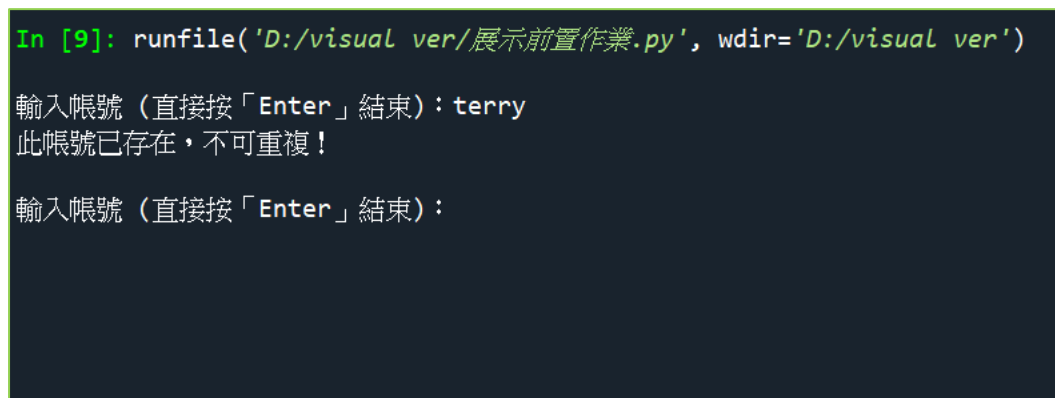 In [9]: runfile('D:/visual ver/展示前置作業.py', wdir='D:/visual ver')
輸入帳號 (直接按「Enter」結束)：terry
此帳號已存在，不可重複！
輸入帳號 (直接按「Enter」結束)：